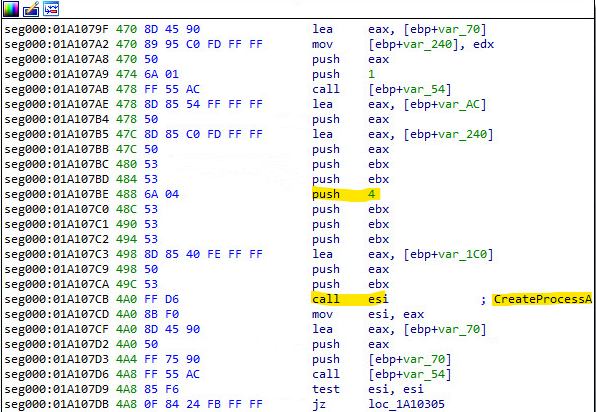 seg000:01A1079F 470 8D 45 90 lea eax, [ebp+var_70]
seg000:01A107A2 470 89 95 C0 FD FF FF mov [ebp+var_240], edx
seg000:01A107A8 470 50 push eax
seg000:01A107A9 474 6A 01 push 1
seg000:01A107AB 478 FF 55 AC call [ebp+var_54]
seg000:01A107AE 478 8D 85 54 FF FF FF lea eax, [ebp+var_AC]
seg000:01A107B4 478 50 push eax
seg000:01A107B5 47C 8D 85 C0 FD FF FF lea eax, [ebp+var_240]
seg000:01A107BB 47C 50 push eax
seg000:01A107BC 480 53 push ebx
seg000:01A107BD 484 53 push ebx
seg000:01A107BE 488 6A 04 push 4
seg000:01A107C0 48C 53 push ebx
seg000:01A107C1 490 53 push ebx
seg000:01A107C2 494 53 push ebx
seg000:01A107C3 498 8D 85 40 FE FF FF lea eax, [ebp+var_1C0]
seg000:01A107C9 498 50 push eax
seg000:01A107CA 49C 53 push ebx
seg000:01A107CB 4A0 FF D6 call esi ; CreateProcessA
seg000:01A107CD 4A0 8B F0 mov esi, eax
seg000:01A107CF 4A0 8D 45 90 lea eax, [ebp+var_70]
seg000:01A107D2 4A0 50 push eax
seg000:01A107D3 4A4 FF 75 90 push [ebp+var_70]
seg000:01A107D6 4A8 FF 55 AC call [ebp+var_54]
seg000:01A107D9 4A8 85 F6 test esi, esi
seg000:01A107DB 4A8 0F 84 24 FB FF FF jz loc_1A10305